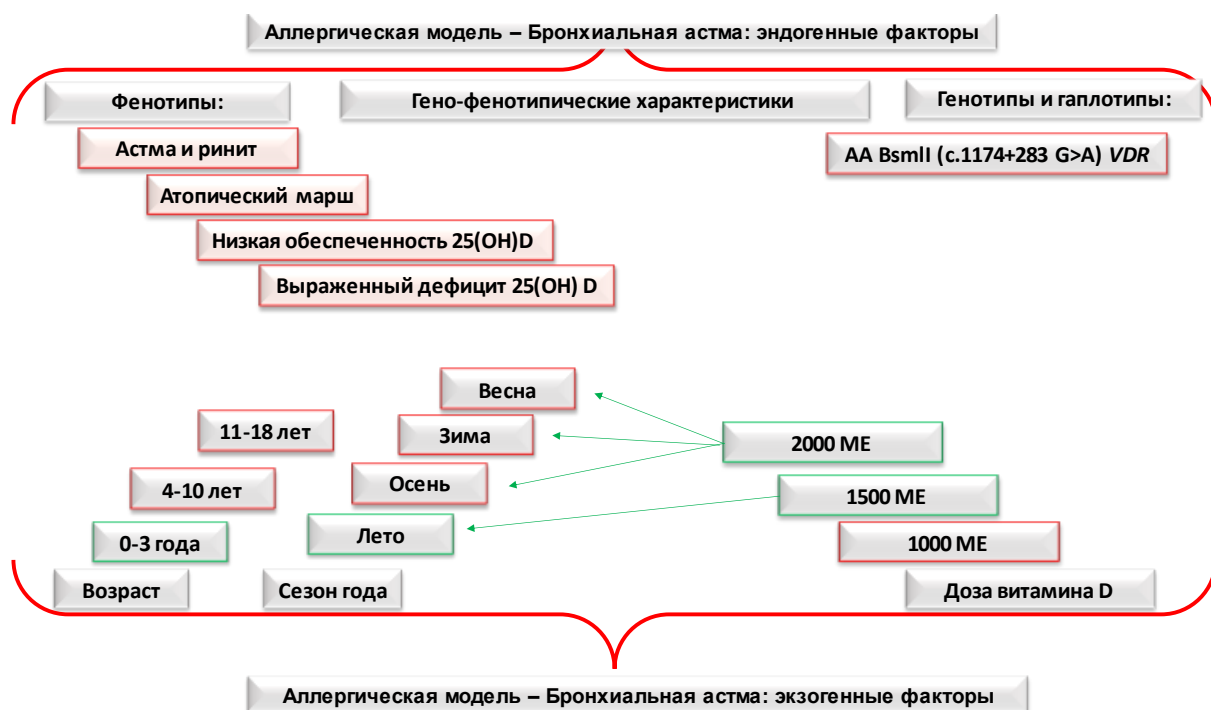 Аллергическая модель – Бронхиальная астма: эндогенные факторы
Фенотипы:
Гено-фенотипические характеристики
Генотипы и гаплотипы:
Астма и ринит
AA BsmII (c.1174+283 G>A) VDR
Атопический марш
Низкая обеспеченность 25(ОН)D
Выраженный дефицит 25(ОН) D
Весна
11-18 лет
Зима
2000 МЕ
4-10 лет
Осень
1500 МЕ
0-3 года
Лето
1000 МЕ
Возраст
Сезон года
Доза витамина D
Аллергическая модель – Бронхиальная астма: экзогенные факторы